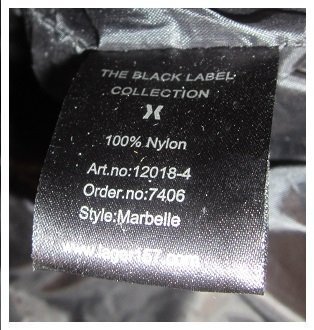 THE BLACK LABEL
COLLECTION
100% Nylon
Art.no:12018-4
Order.no:7406
Style:Marbelle
www.lager157.com